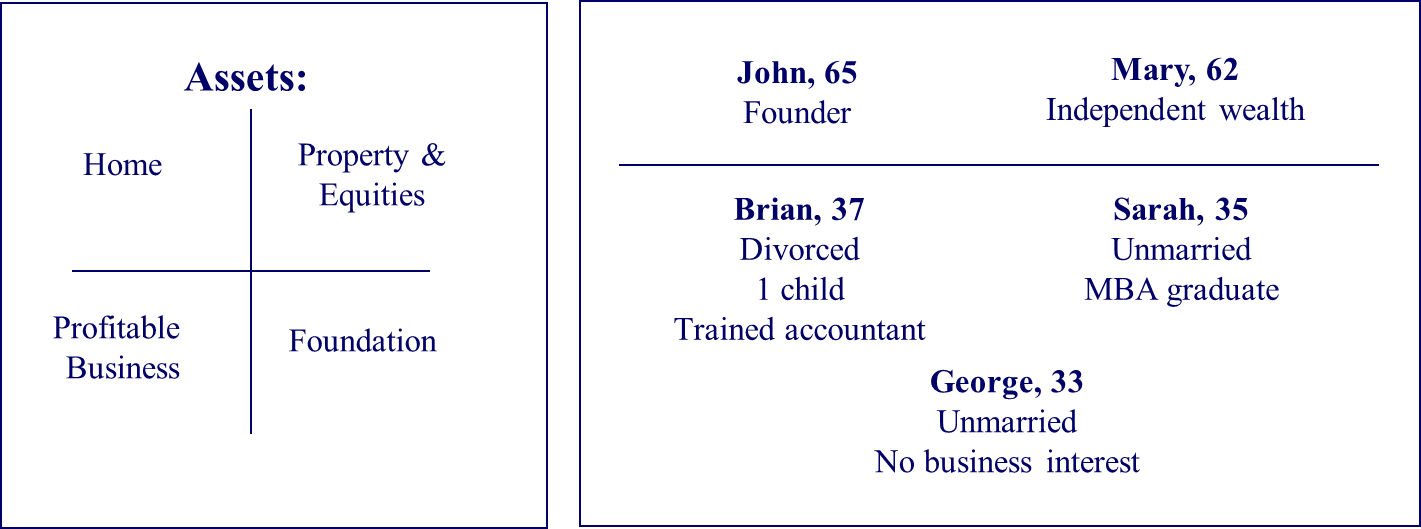 Assets:
Home
Property &
Equities
Profitable
Business
Foundation
John, 65
Founder
Mary, 62
Independent wealth
Brian, 37
Divorced
1 child
Trained accountant
Sarah, 35
Unmarried
MBA graduate
George, 33
Unmarried
No business interest